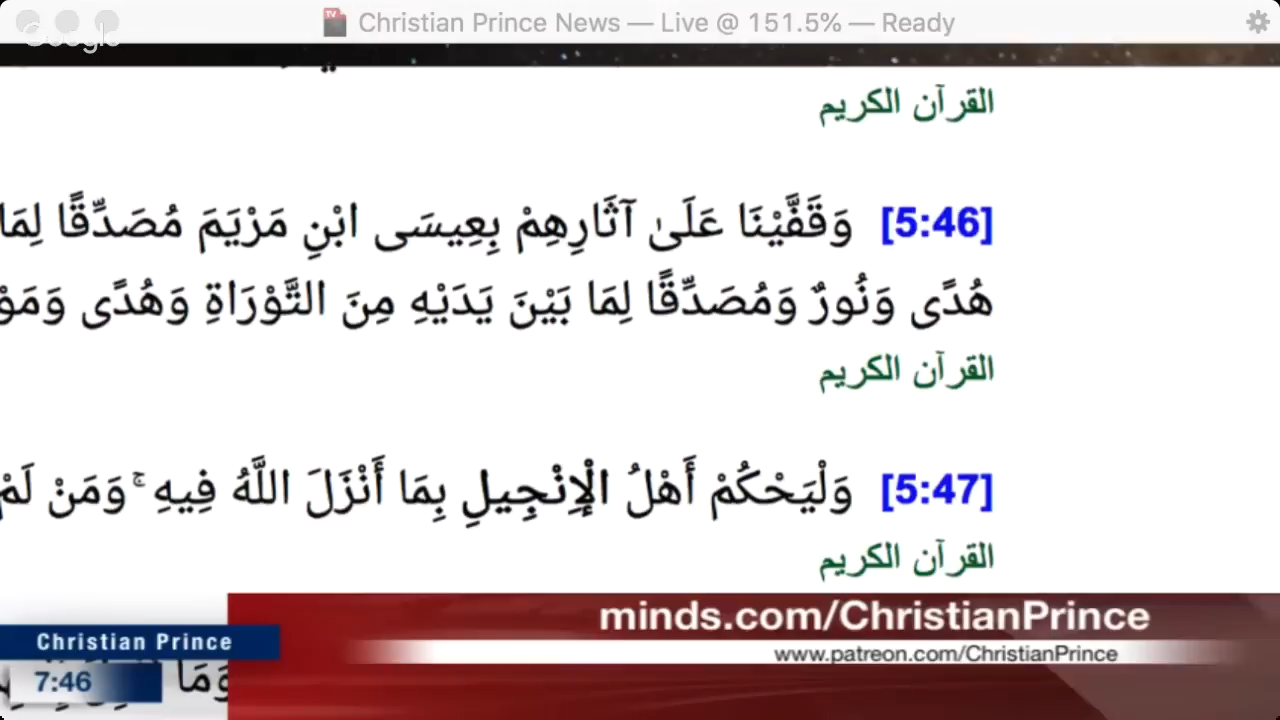 Christian Prince News — Live @ 151.5% — Ready
Google
القرآن الكريم
[5:46] وَقَفَّيْنَا عَلَىٰ آثَارِهِمْ بِعِيسَى ابْنِ مَرْيَمَ مُصَدِّقًا لِمَا
هُدًى وَنُورٌ وَمُصَدِّقًا لِمَا بَيْنَ يَدَيْهِ مِنَ التَّوْرَاةِ وَهُدًى
القرآن الكريم
[5:47] وَلْيَحْكُمْ أَهْلُ الْإِنْجِيلِ بِمَا أَنْزَلَ اللَّهُ فِيهِ ۚ وَمَنْ لَمْ
القرآن الكريم
minds.com/ChristianPrince
Christian Prince
www.patreon.com/ChristianPrince
7:46